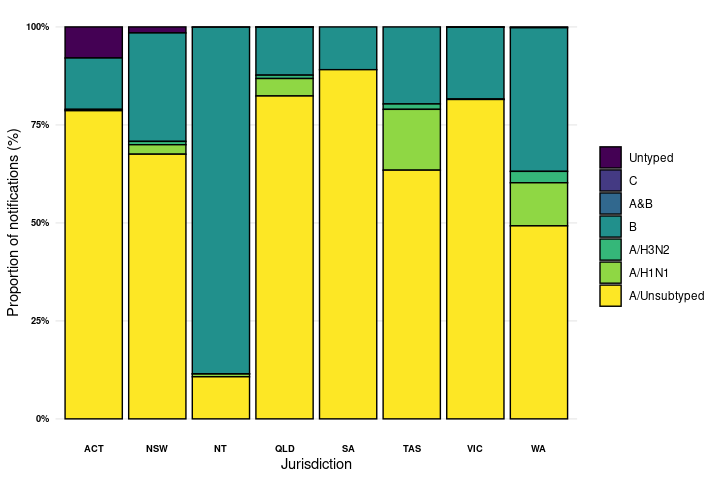 100%
75%
50%
25%
0%
Proportion of notifications (%)
ACT NSW NT QLD SA TAS VIC WA
Jurisdiction
Untyped
C
A&B
B
A/H3N2
A/H1N1
A/Unsubtyped